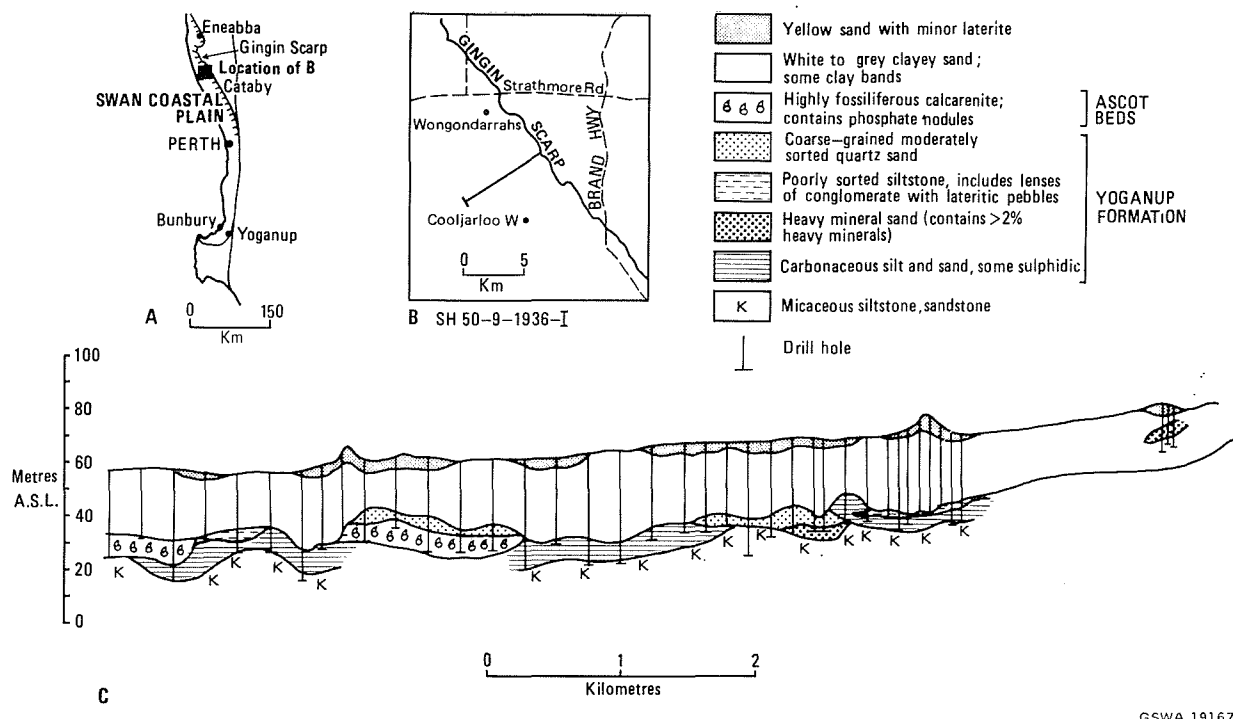 Eneabba
Gingin Scarp
Location of B
Cataby
SWAN COASTAL
PLAIN
PERTH
Bunbury
Yoganup
A
0 150
Km
GINGIN SCARP
Strathmore Rd
Wongondarrahs
BRAND HWY
Cooljarloo W
0 5
Km
B SH 50-9-1936-I
Yellow sand with minor laterite
White to grey clayey sand;
some clay bands
Highly fossiliferous calcarenite;
contains phosphate nodules
ASCOT
BEDS
Coarse-grained moderately
sorted quartz sand
Poorly sorted siltstone, includes lenses
of conglomerate with lateritic pebbles
YOGANUP
FORMATION
Heavy mineral sand (contains >2%
heavy minerals)
Carbonaceous silt and sand, some sulphidic
K Micaceous siltstone, sandstone
Drill hole
100
80
60
Metres
A.S.L.
40
20
0
K K K K K K K K K K K K K K K K K
0 1 2
Kilometres
C
GSWA 19167